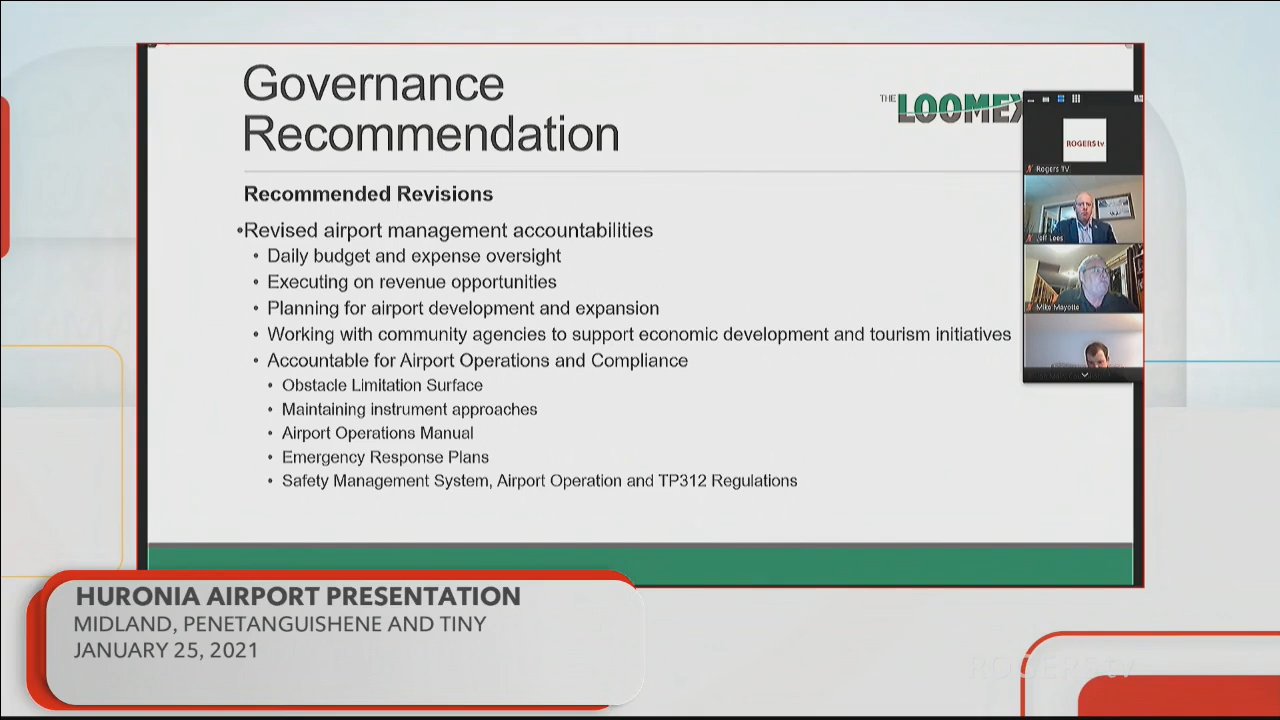 Governance
Recommendation
THE LOOMEX
Recommended Revisions
•Revised airport management accountabilities
• Daily budget and expense oversight
• Executing on revenue opportunities
• Planning for airport development and expansion
• Working with community agencies to support economic development and tourism initiatives
• Accountable for Airport Operations and Compliance
• Obstacle Limitation Surface
• Maintaining instrument approaches
• Airport Operations Manual
• Emergency Response Plans
• Safety Management System, Airport Operation and TP312 Regulations
ROGERS tv
Rogers TV
Jeff Lees
Mike Mayotte
HURONIA AIRPORT PRESENTATION
MIDLAND, PENETANGUISHENE AND TINY
JANUARY 25, 2021
ROGERS tv